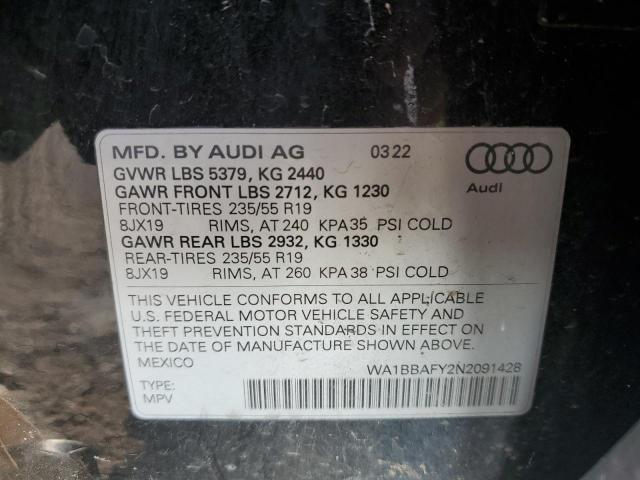 MFD. BY AUDI AG 03 22
GVWR LBS 5379, KG 2440
GAWR FRONT LBS 2712, KG 1230
FRONT-TIRES 235/55 R19
8JX19 RIMS, AT 240 KPA 35 PSI COLD
GAWR REAR LBS 2932, KG 1330
REAR-TIRES 235/55 R19
8JX19 RIMS, AT 260 KPA 38 PSI COLD
Audi
THIS VEHICLE CONFORMS TO ALL APPLICABLE
U.S. FEDERAL MOTOR VEHICLE SAFETY AND
THEFT PREVENTION STANDARDS IN EFFECT ON
THE DATE OF MANUFACTURE SHOWN ABOVE.
MEXICO WA1BBAFY2N2091428
TYPE:
MPV